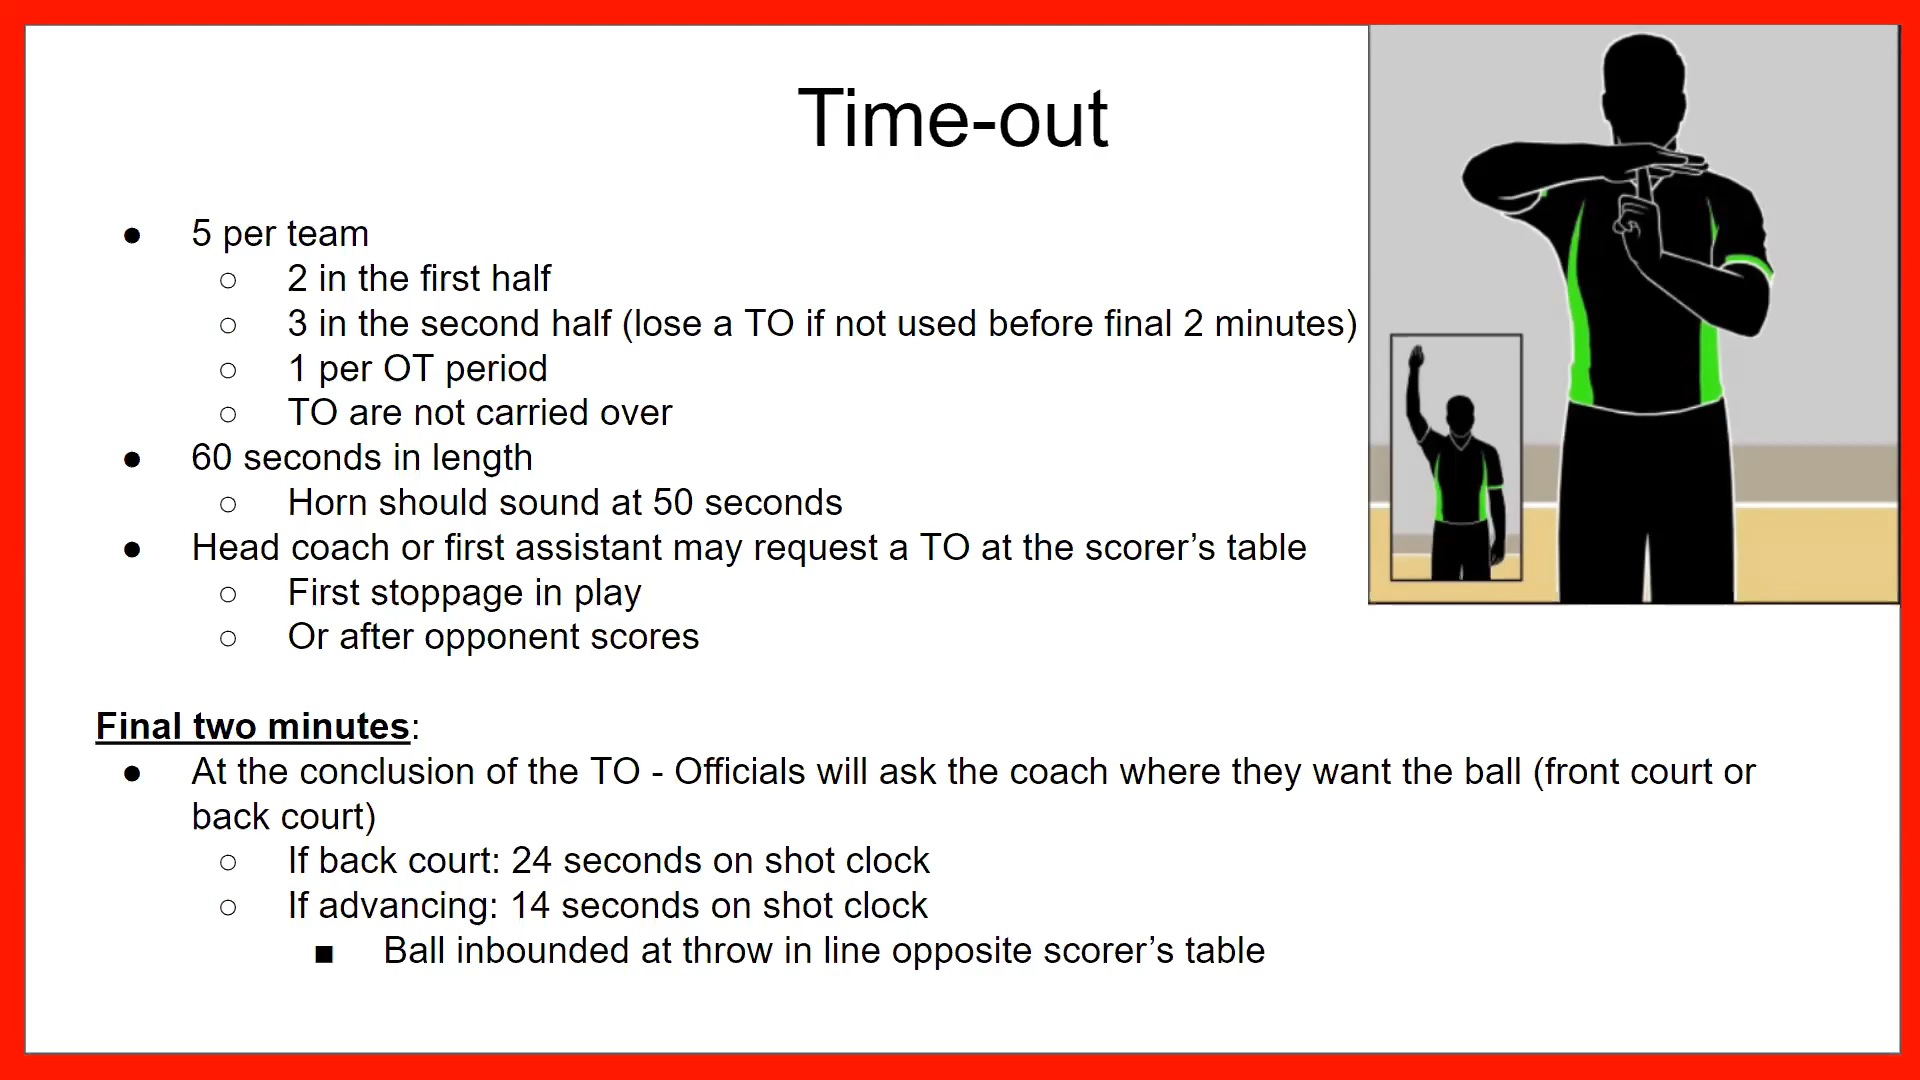 Time-out
● 5 per team
○ 2 in the first half
○ 3 in the second half (lose a TO if not used before final 2 minutes)
○ 1 per OT period
○ TO are not carried over
● 60 seconds in length
○ Horn should sound at 50 seconds
● Head coach or first assistant may request a TO at the scorer’s table
○ First stoppage in play
○ Or after opponent scores
Final two minutes:
● At the conclusion of the TO - Officials will ask the coach where they want the ball (front court or
back court)
○ If back court: 24 seconds on shot clock
○ If advancing: 14 seconds on shot clock
■ Ball inbounded at throw in line opposite scorer’s table